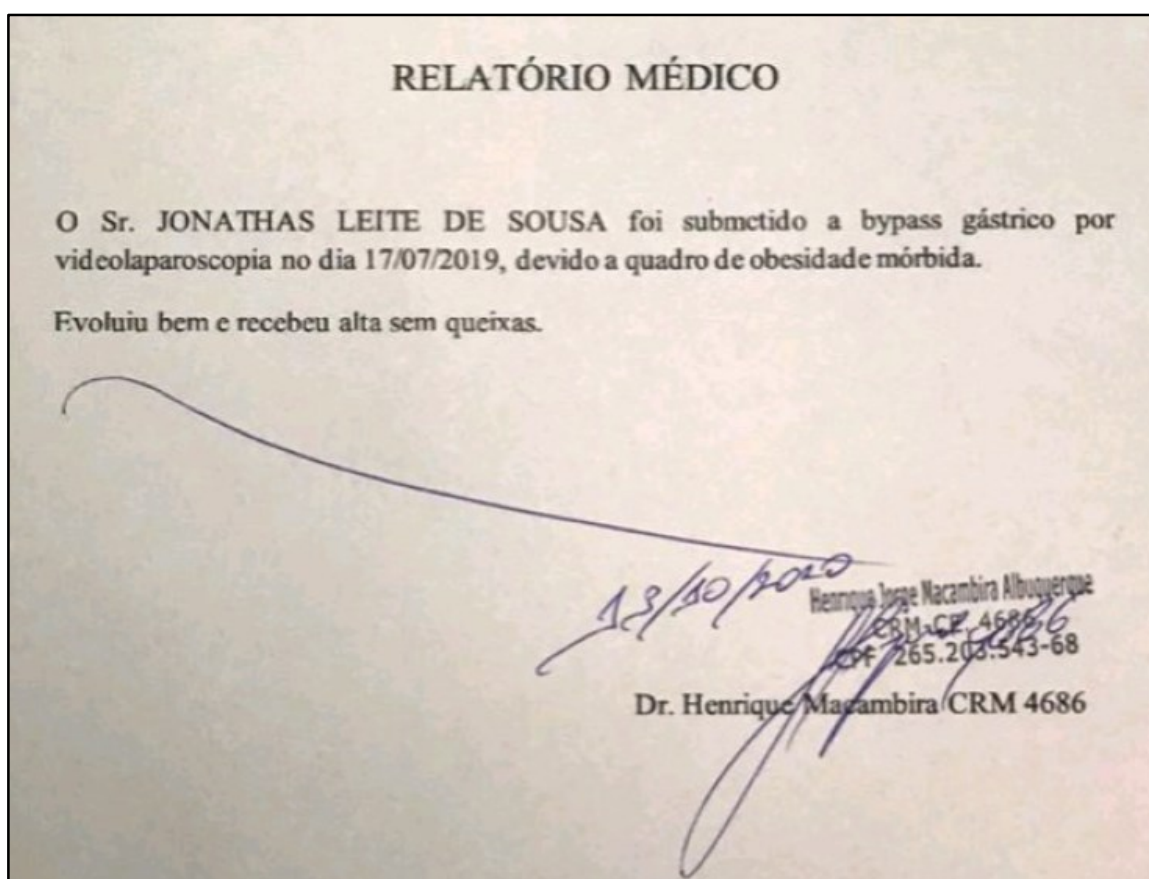 RELATÓRIO MÉDICO
O Sr. JONATHAS LEITE DE SOUSA foi submetido a bypass gástrico por
videolaparoscopia no dia 17/07/2019, devido a quadro de obesidade mórbida.
Evoluiu bem e recebeu alta sem queixas.
13/10/2020
Henrique Jorge Macambira Albuquerque
CRM-CE 4686
CPF 265.203.543-68
Dr. Henrique Macambira CRM 4686